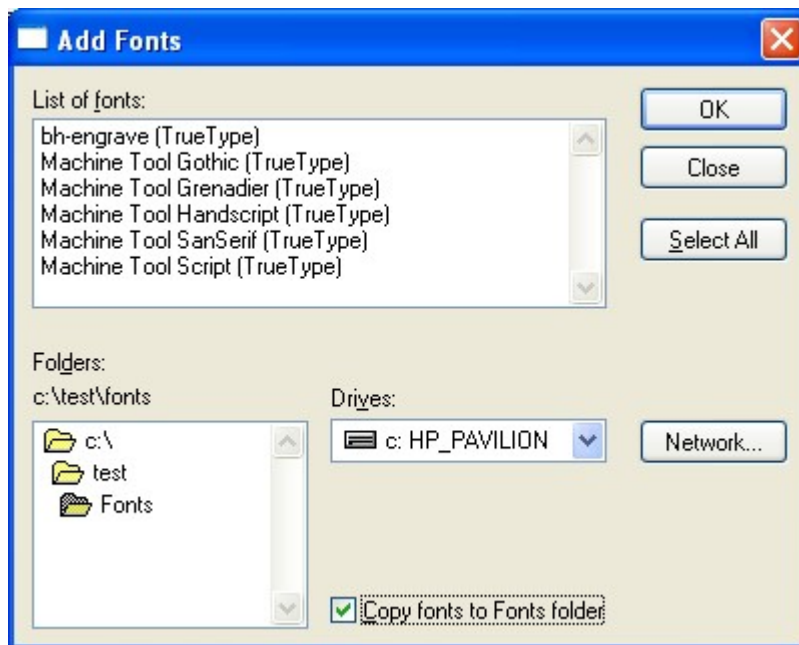 Add Fonts
List of fonts:
bh-engrave (TrueType)
Machine Tool Gothic (TrueType)
Machine Tool Grenadier (TrueType)
Machine Tool Handscript (TrueType)
Machine Tool SanSerif (TrueType)
Machine Tool Script (TrueType)
OK
Close
Select All
Folders:
c:\test\fonts
c:\
test
Fonts
Drives:
c: HP_PAVILION
Network...
Copy fonts to Fonts folder